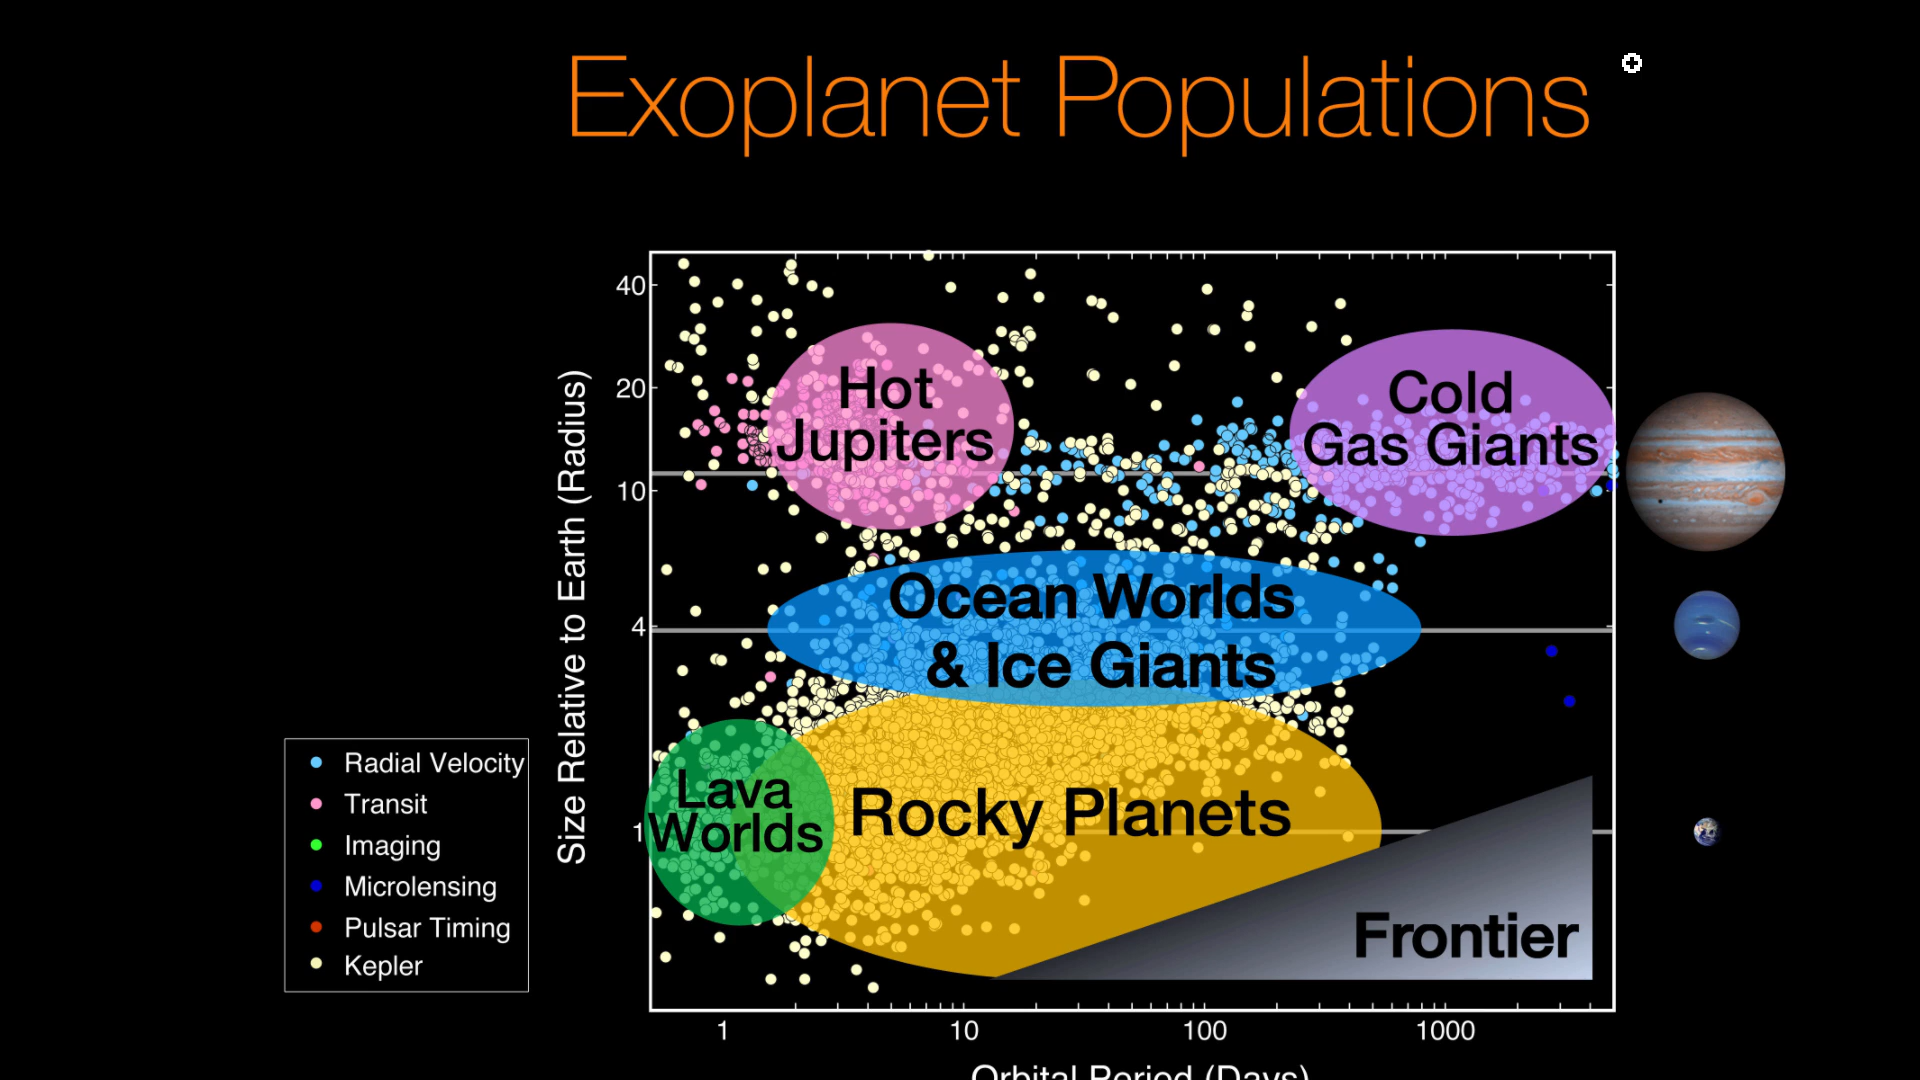 Exoplanet Populations
40
20
10
4
1
Size Relative to Earth (Radius)
Hot
Jupiters
Cold
Gas Giants
Ocean Worlds
& Ice Giants
Lava
Worlds
Rocky Planets
Frontier
Radial Velocity
Transit
Imaging
Microlensing
Pulsar Timing
Kepler
1 10 100 1000
Orbital Period (Days)